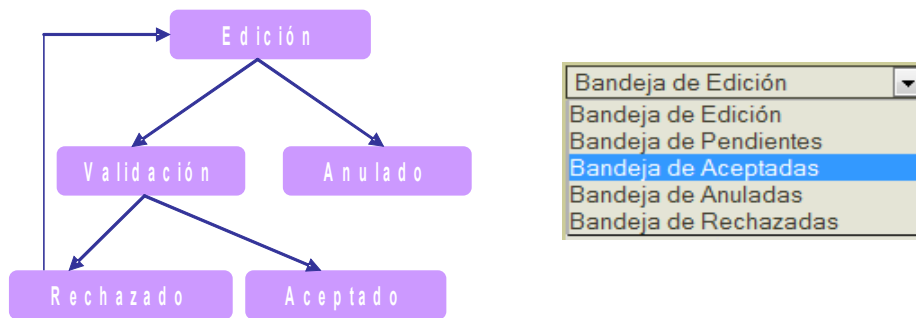 Edición
Validación
Anulado
Rechazado
Aceptado
Bandeja de Edición
Bandeja de Edición
Bandeja de Pendientes
Bandeja de Aceptadas
Bandeja de Anuladas
Bandeja de Rechazadas